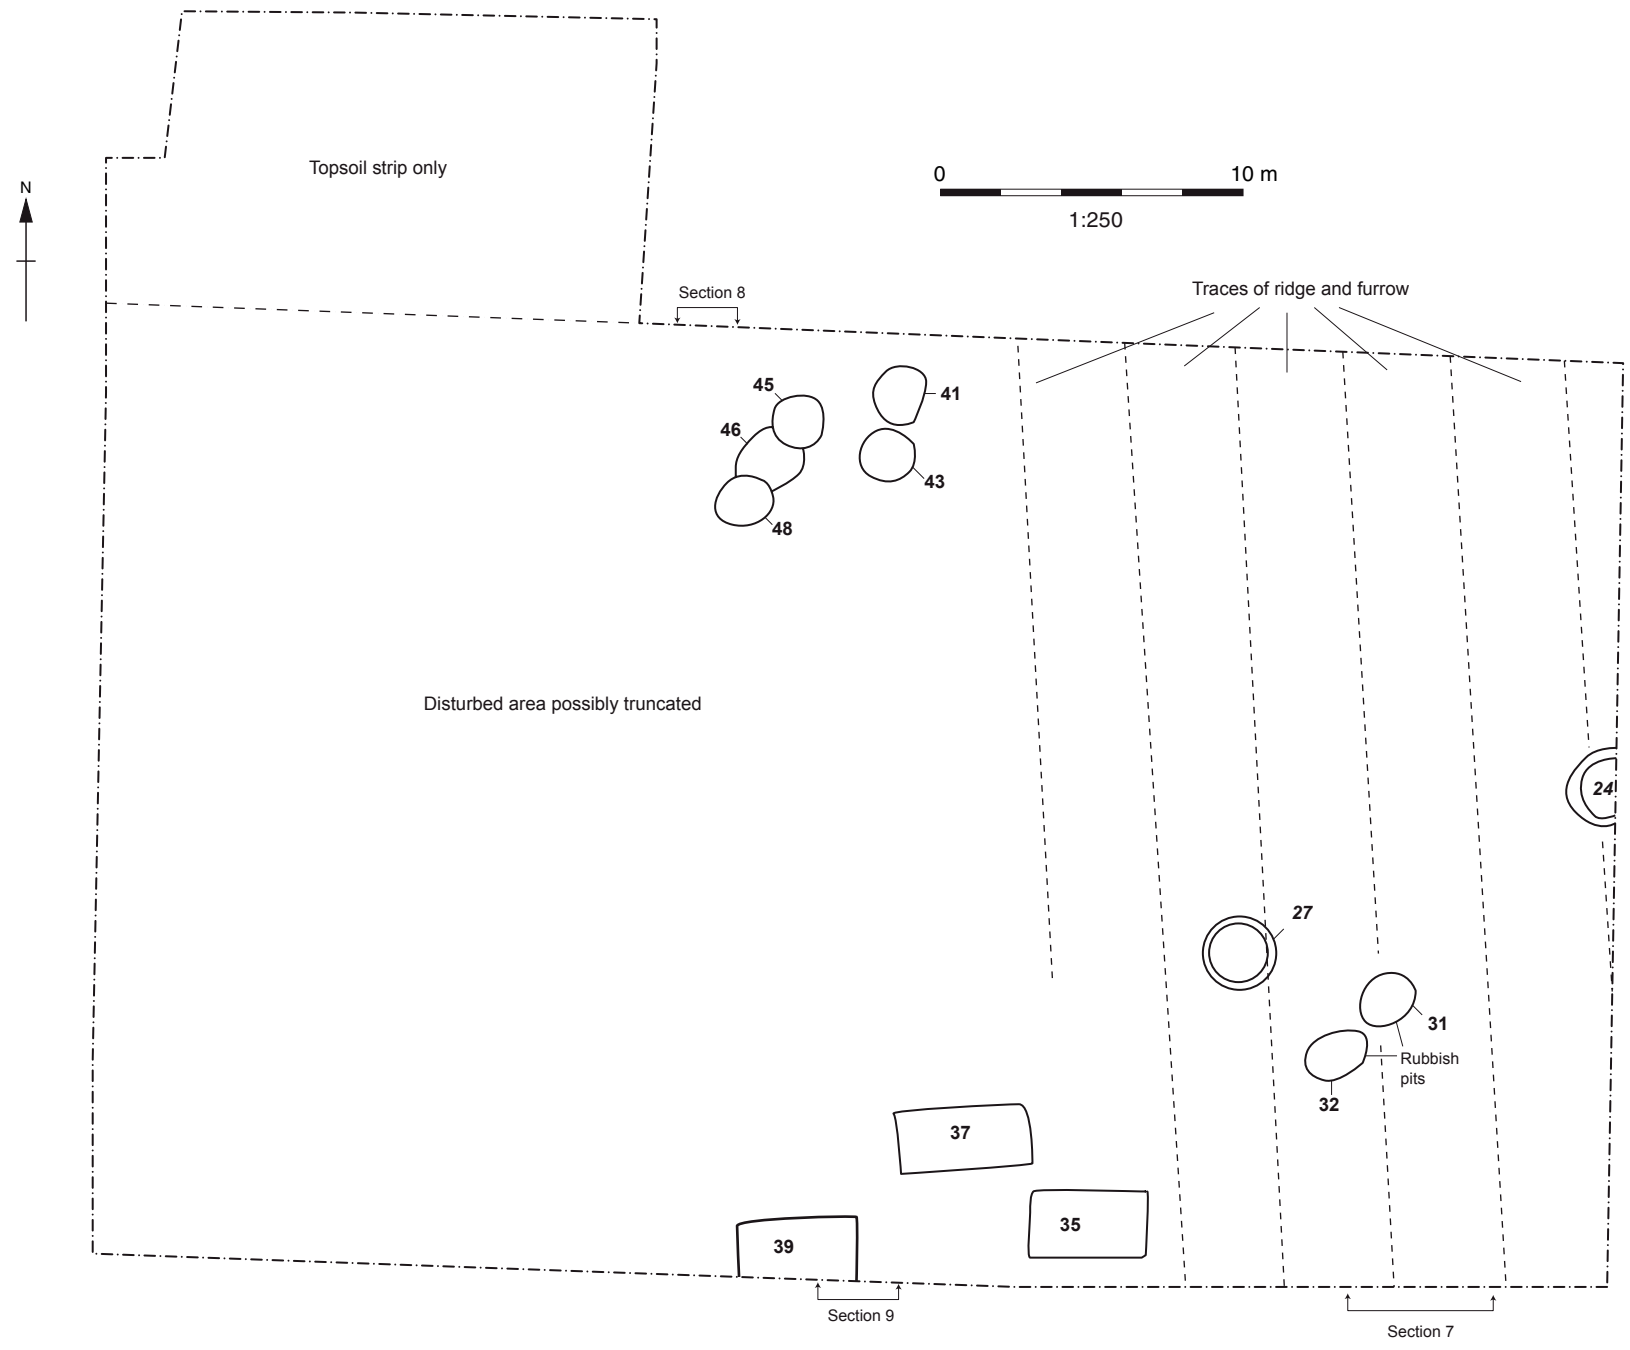 Topsoil strip only
N
0 10 m
1:250
Section 8
Traces of ridge and furrow
45
41
46
43
48
Disturbed area possibly truncated
24
27
31
Rubbish
pits
32
37
35
39
Section 9
Section 7